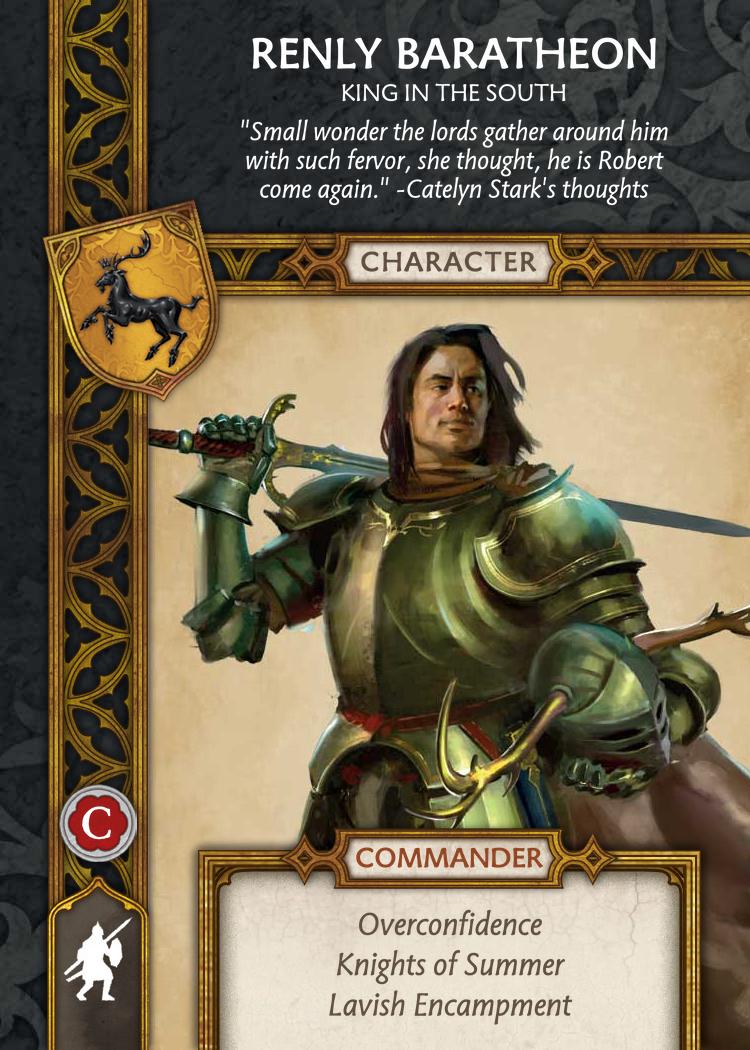 RENLY BARATHEON
KING IN THE SOUTH
"Small wonder the lords gather around him
with such fervor, she thought, he is Robert
come again." -Catelyn Stark's thoughts
CHARACTER
C
COMMANDER
Overconfidence
Knights of Summer
Lavish Encampment